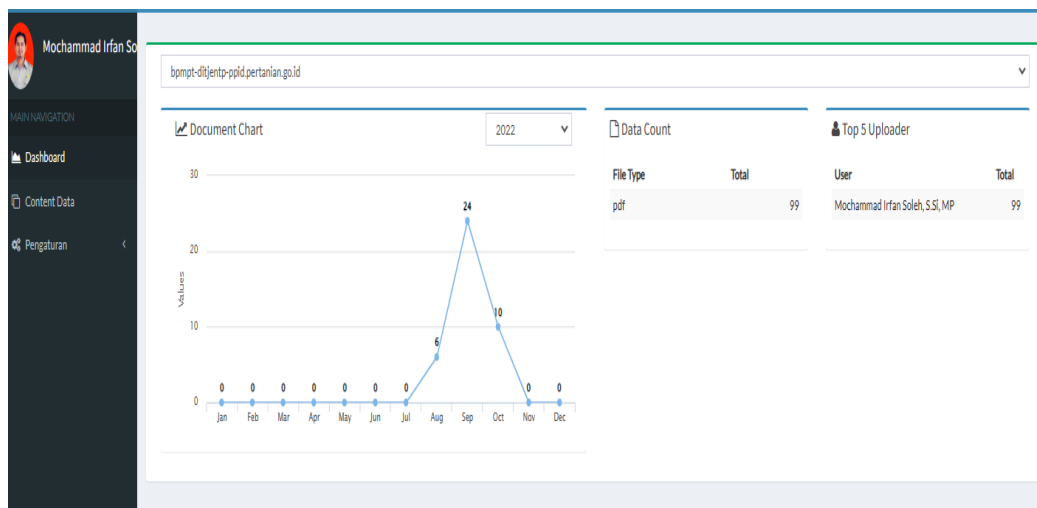 Mochammad Irfan So
MAIN NAVIGATION
Dashboard
Content Data
Pengaturan
bpmpt-ditjentp-ppid.pertanian.go.id
Document Chart
2022
Values
30
20
10
0
0 0 0 0 0 0 0 6 24 10 0 0
Jan Feb Mar Apr May Jun Jul Aug Sep Oct Nov Dec
Data Count
File Type Total
pdf 99
Top 5 Uploader
User Total
Mochammad Irfan Soleh, S.Si, MP 99